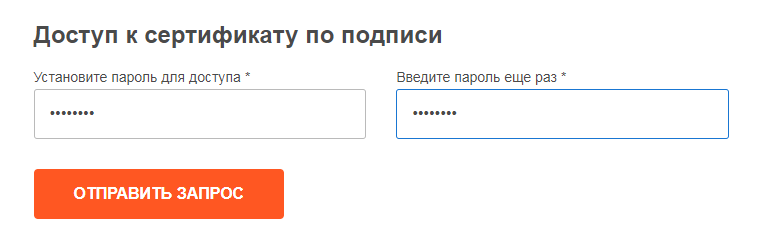 Доступ к сертификату по подписи
Установите пароль для доступа * Введите пароль еще раз *
•••••••• ••••••••
ОТПРАВИТЬ ЗАПРОС